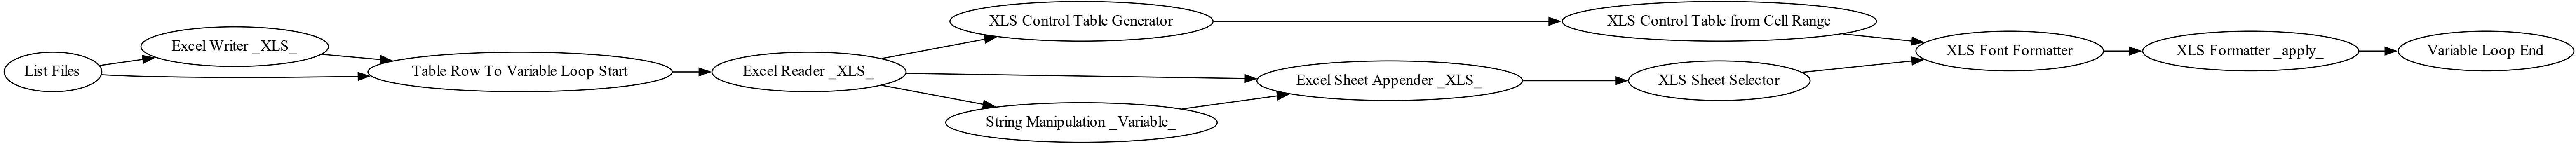 List Files
Excel Writer _XLS_
Table Row To Variable Loop Start
Excel Reader _XLS_
XLS Control Table Generator
Excel Sheet Appender _XLS_
String Manipulation _Variable_
XLS Control Table from Cell Range
XLS Sheet Selector
XLS Font Formatter
XLS Formatter _apply_
Variable Loop End